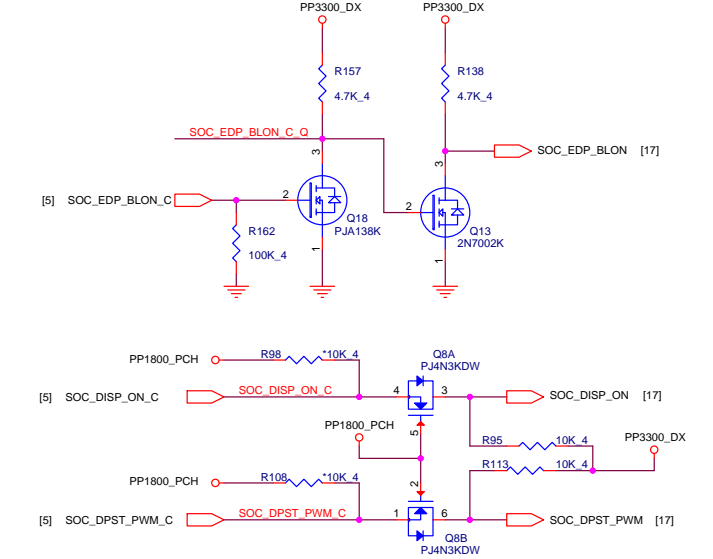 PP3300_DX PP3300_DX
R157 R138
4.7K_4 4.7K_4
SOC_EDP_BLON_C_Q
3
3 SOC_EDP_BLON [17]
[5] SOC_EDP_BLON_C 2
2
Q18 Q13
PJA138K 2N7002K
R162
100K_4
1 1
Q8A
PJ4N3KDW
PP1800_PCH R98 *10K_4
[5] SOC_DISP_ON_C SOC_DISP_ON_C 4 3 SOC_DISP_ON [17]
5
PP1800_PCH
R95 10K_4 PP3300_DX
R113 10K_4
PP1800_PCH R108 *10K_4
2
[5] SOC_DPST_PWM_C SOC_DPST_PWM_C 1 6 SOC_DPST_PWM [17]
Q8B
PJ4N3KDW